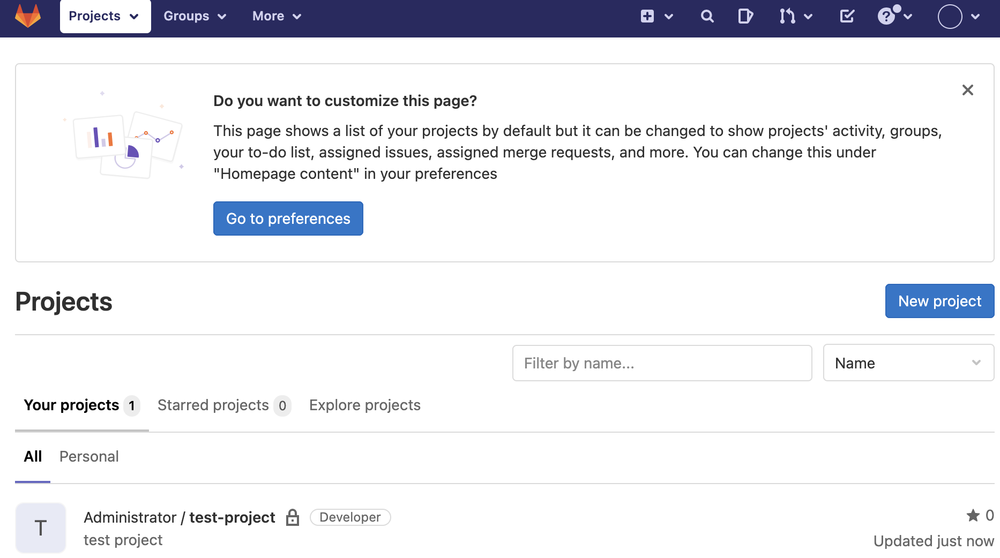 Projects Groups More
Do you want to customize this page?
This page shows a list of your projects by default but it can be changed to show projects' activity, groups,
your to-do list, assigned issues, assigned merge requests, and more. You can change this under
"Homepage content" in your preferences
Go to preferences
Projects
New project
Filter by name...
Name
Your projects 1 Starred projects 0 Explore projects
All Personal
T
Administrator / test-project Developer
0
test project
Updated just now